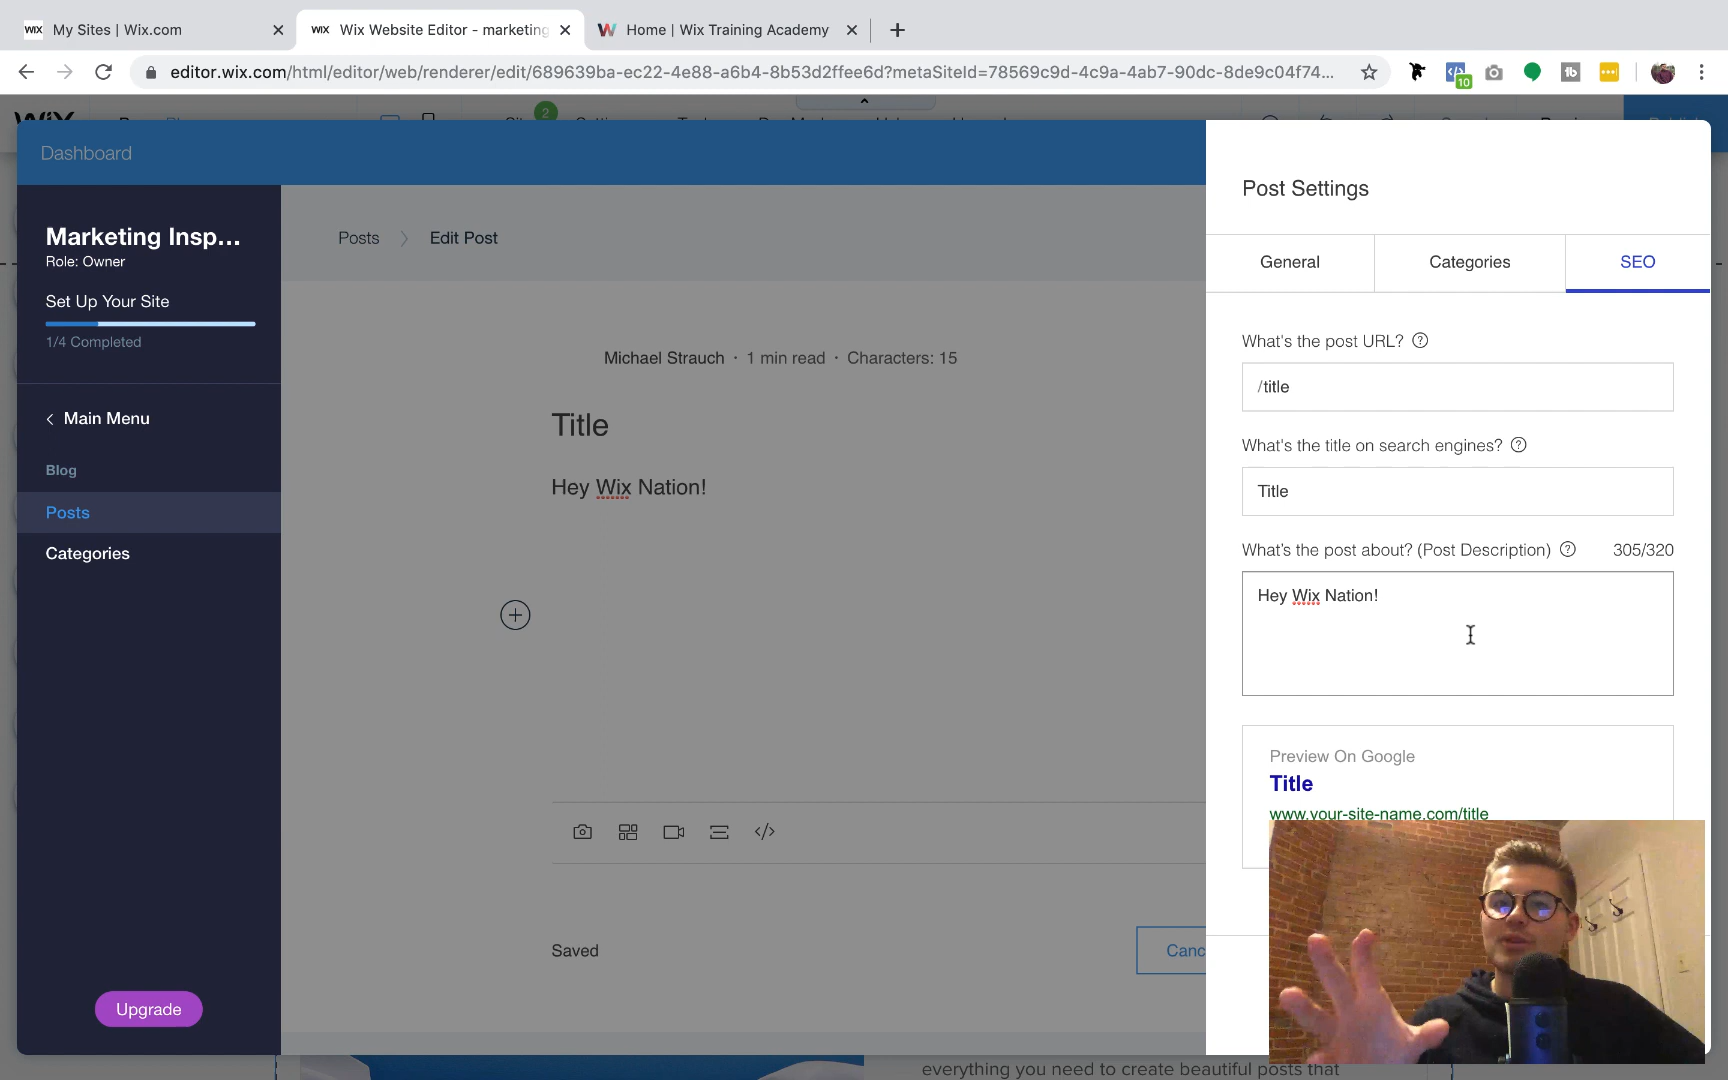 WIX My Sites | Wix.com
WIX Wix Website Editor - marketing
Home | Wix Training Academy
editor.wix.com/html/editor/web/renderer/edit/689639ba-ec22-4e88-a6b4-8b53d2ffee6d?metaSiteId=78569c9d-4c9a-4ab7-90dc-8de9c04f74...
10
2
Dashboard
Marketing Insp...
Role: Owner
Set Up Your Site
1/4 Completed
Main Menu
Blog
Posts
Categories
Upgrade
Posts
Edit Post
Michael Strauch · 1 min read · Characters: 15
Title
Hey Wix Nation!
Saved
Canc
Post Settings
General
Categories
SEO
What's the post URL?
/title
What's the title on search engines?
Title
What's the post about? (Post Description)
305/320
Hey Wix Nation!
Preview On Google
Title
www.your-site-name.com/title
everything you need to create beautiful posts that